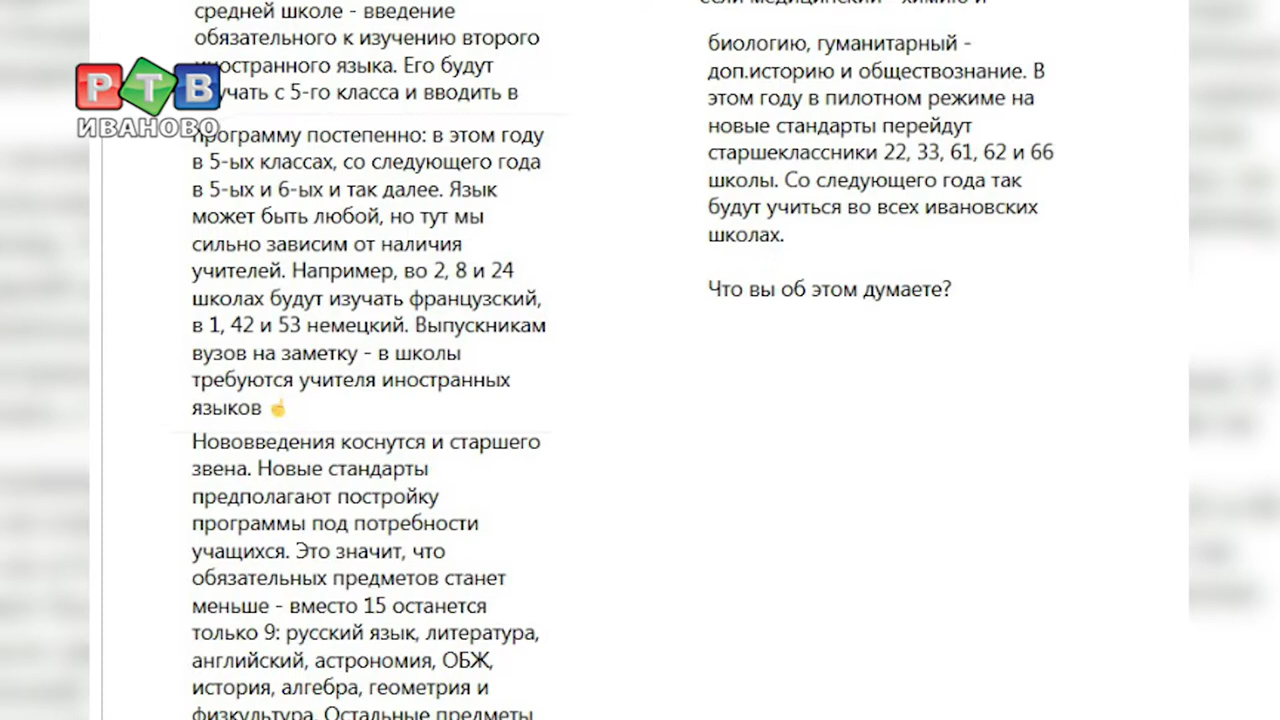 РТВ
ИВАНОВО
средней школе - введение
обязательного к изучению второго
иностранного языка. Его будут
изучать с 5-го класса и вводить в
программу постепенно: в этом году
в 5-ых классах, со следующего года
в 5-ых и 6-ых и так далее. Язык
может быть любой, но тут мы
сильно зависим от наличия
учителей. Например, во 2, 8 и 24
школах будут изучать французский,
в 1, 42 и 53 немецкий. Выпускникам
вузов на заметку - в школы
требуются учителя иностранных
языков ☝
Нововведения коснутся и старшего
звена. Новые стандарты
предполагают постройку
программы под потребности
учащихся. Это значит, что
обязательных предметов станет
меньше - вместо 15 останется
только 9: русский язык, литература,
английский, астрономия, ОБЖ,
история, алгебра, геометрия и
физкультура. Остальные предметы
если медицинский - химию и
биологию, гуманитарный -
доп.историю и обществознание. В
этом году в пилотном режиме на
новые стандарты перейдут
старшеклассники 22, 33, 61, 62 и 66
школы. Со следующего года так
будут учиться во всех ивановских
школах.
Что вы об этом думаете?